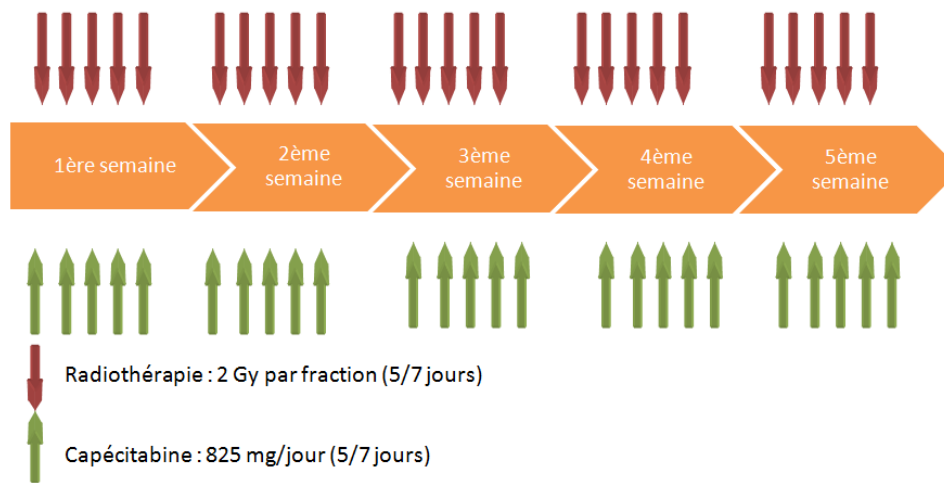 1ère semaine
2ème
semaine
3ème
semaine
4ème
semaine
5ème
semaine
Radiothérapie : 2 Gy par fraction (5/7 jours)
Capécitabine : 825 mg/jour (5/7 jours)